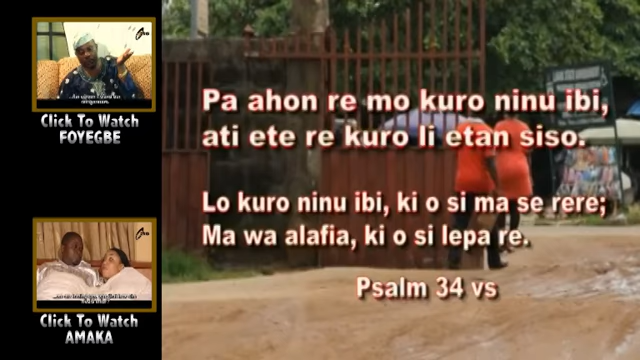 Click To Watch
FOYEGBE
Click To Watch
AMAKA
Pa ahon re mo kuro ninu ibi,
ati ete re kuro li etan siso.
Lo kuro ninu ibi, ki o si ma se rere;
Ma wa alafia, ki o si lepa re.
Psalm 34 vs